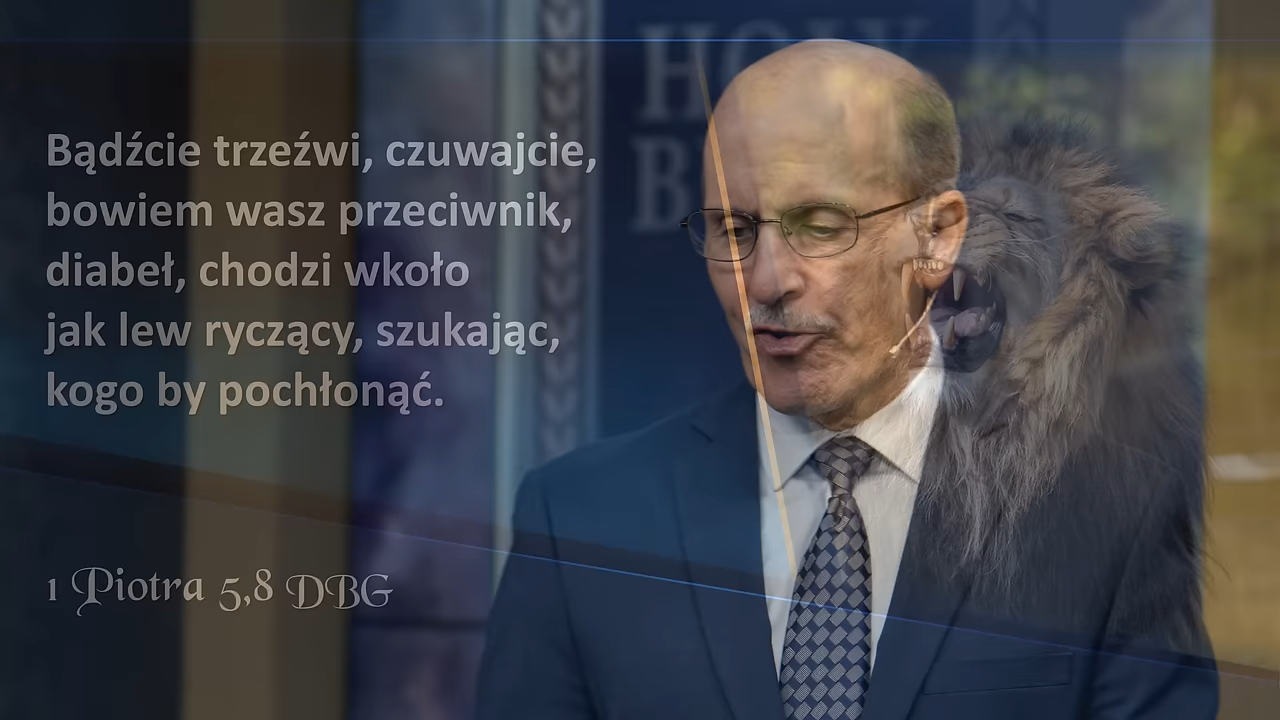 HOLY
B
Bądźcie trzeźwi, czuwajcie,
bowiem wasz przeciwnik,
diabeł, chodzi wkoło
jak lew ryczący, szukając,
kogo by pochłonąć.
1 Piotra 5,8 DBG